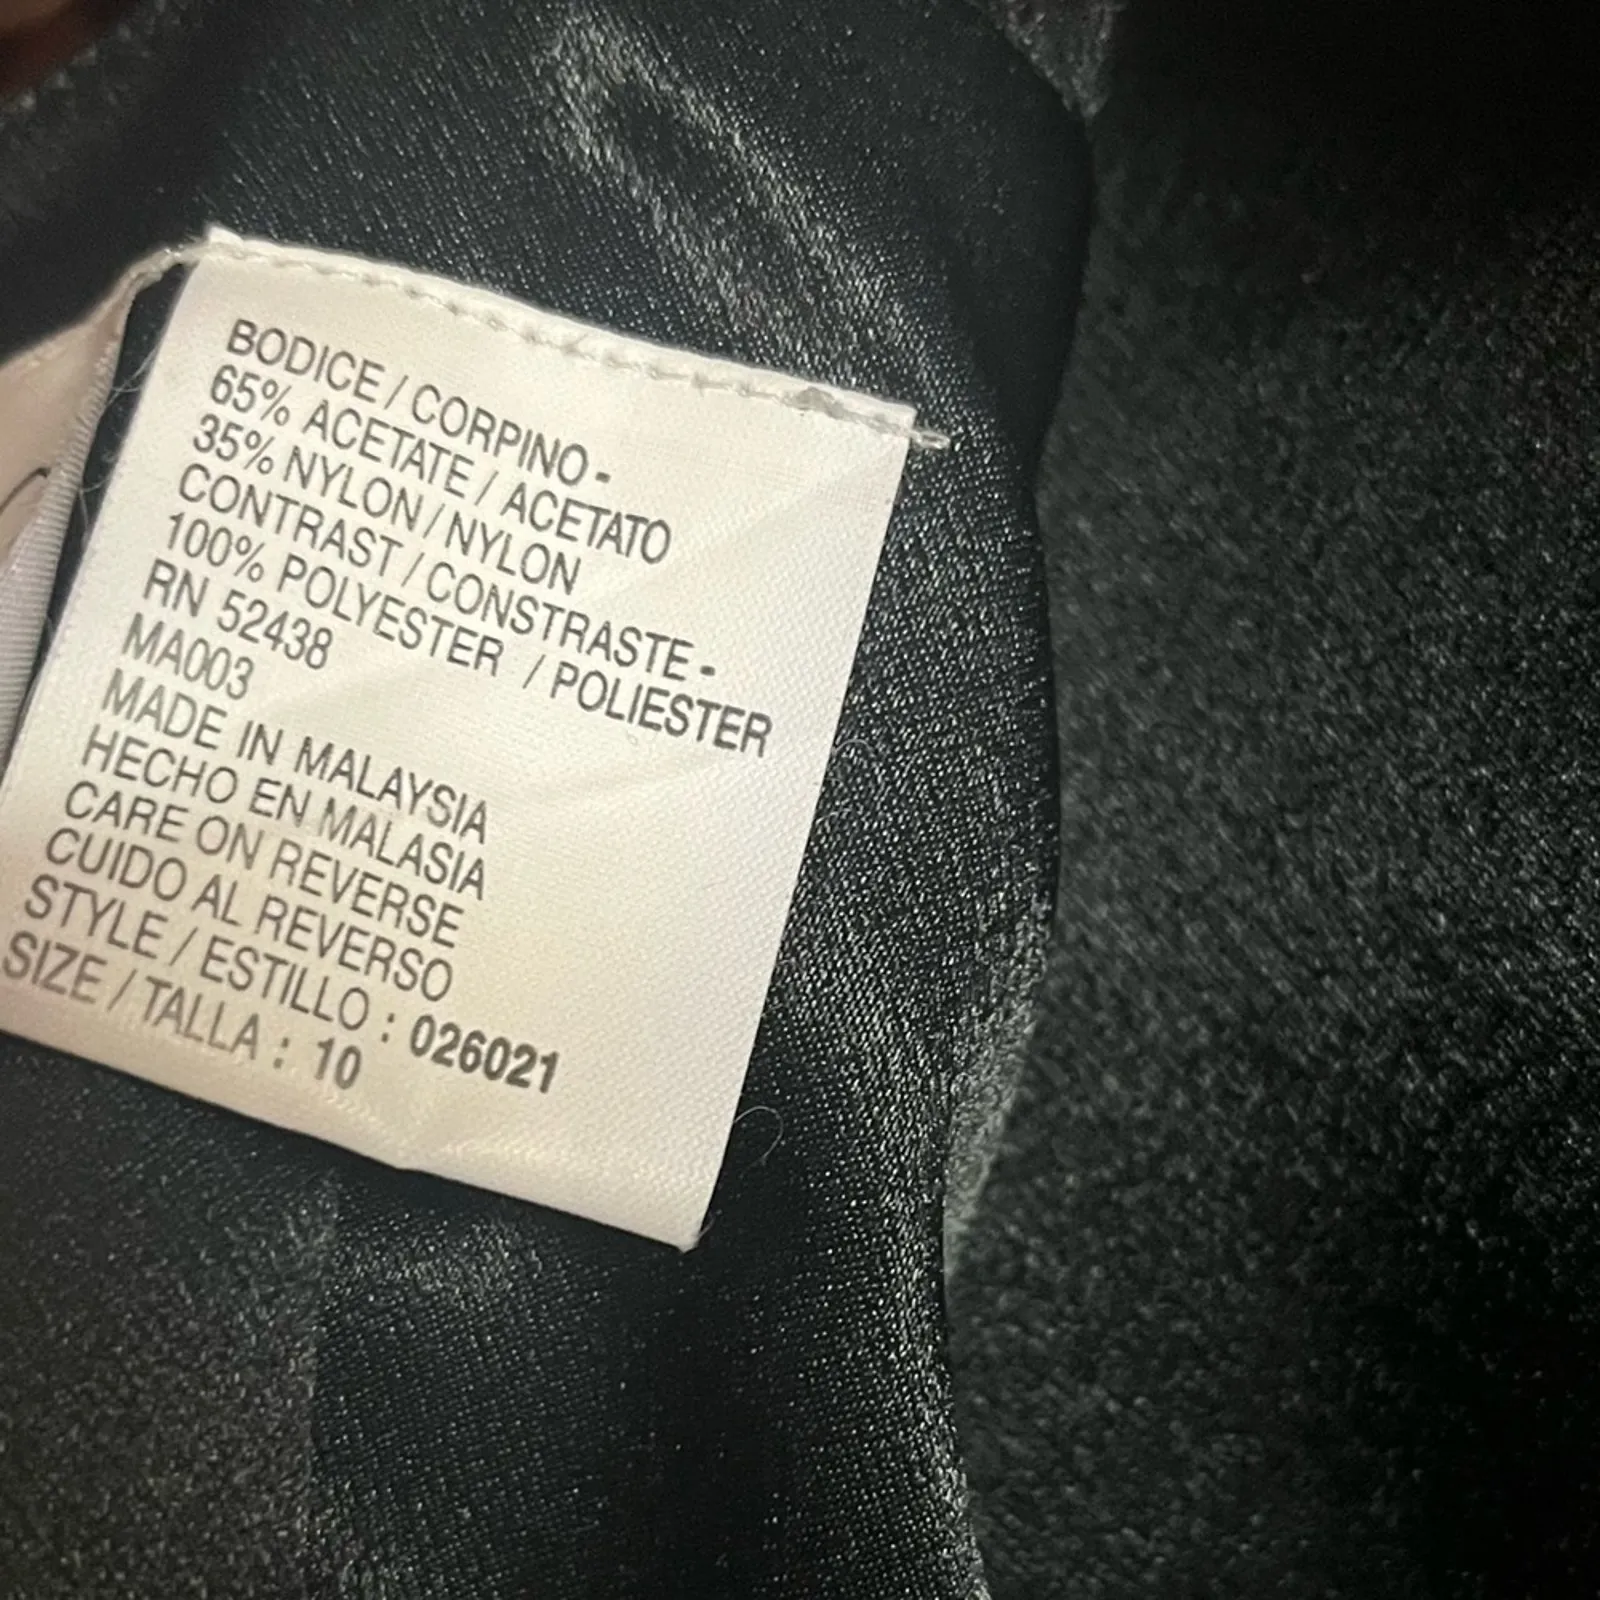 BODICE / CORPINO -
65% ACETATE / ACETATO
35% NYLON / NYLON
CONTRAST / CONSTRASTE -
100% POLYESTER / POLIESTER
RN 52438
MA003
MADE IN MALAYSIA
HECHO EN MALASIA
CARE ON REVERSE
CUIDO AL REVERSO
STYLE / ESTILLO : 026021
SIZE / TALLA : 10